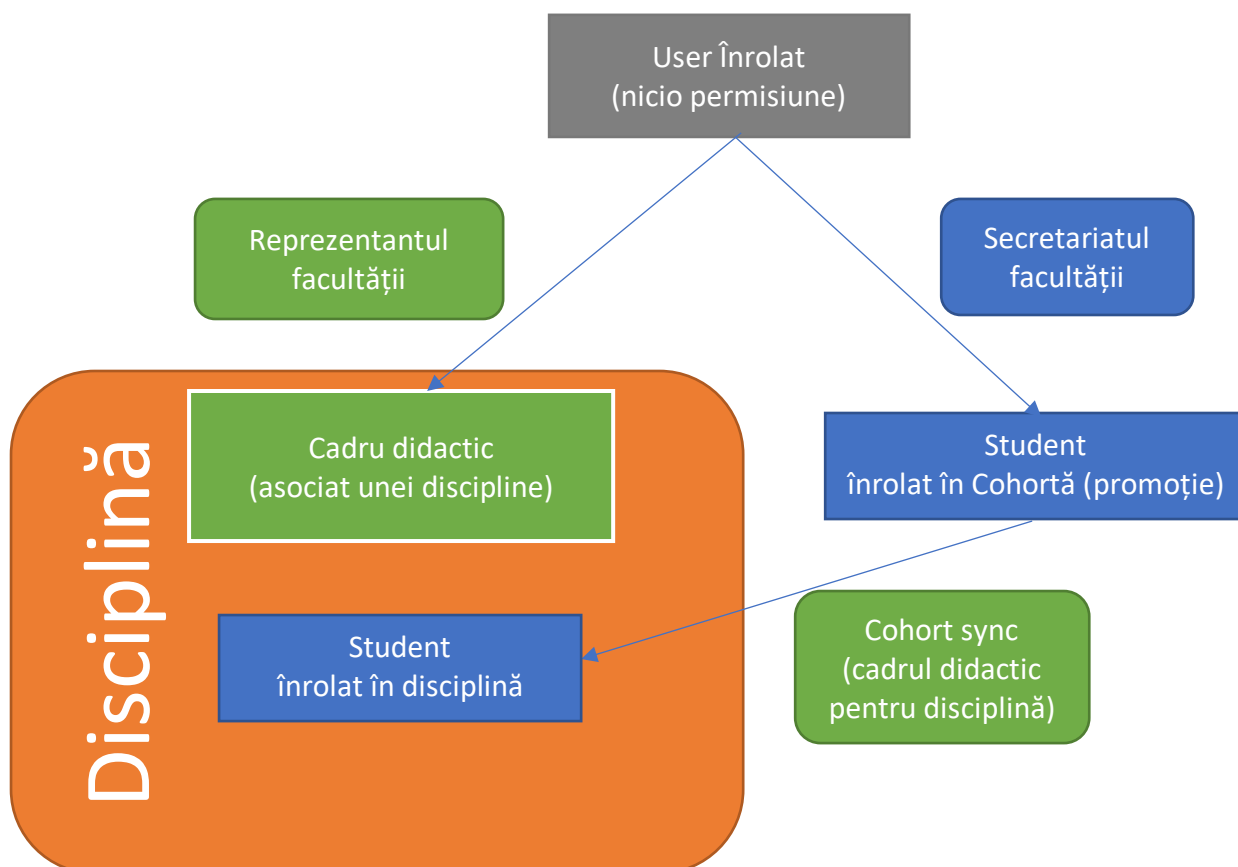 User Înrolat
(nicio permisiune)
Reprezentantul
facultății
Secretariatul
facultății
Disciplină
Cadru didactic
(asociat unei discipline)
Student
înrolat în Cohortă (promoție)
Student
înrolat în disciplină
Cohort sync
(cadrul didactic
pentru disciplină)